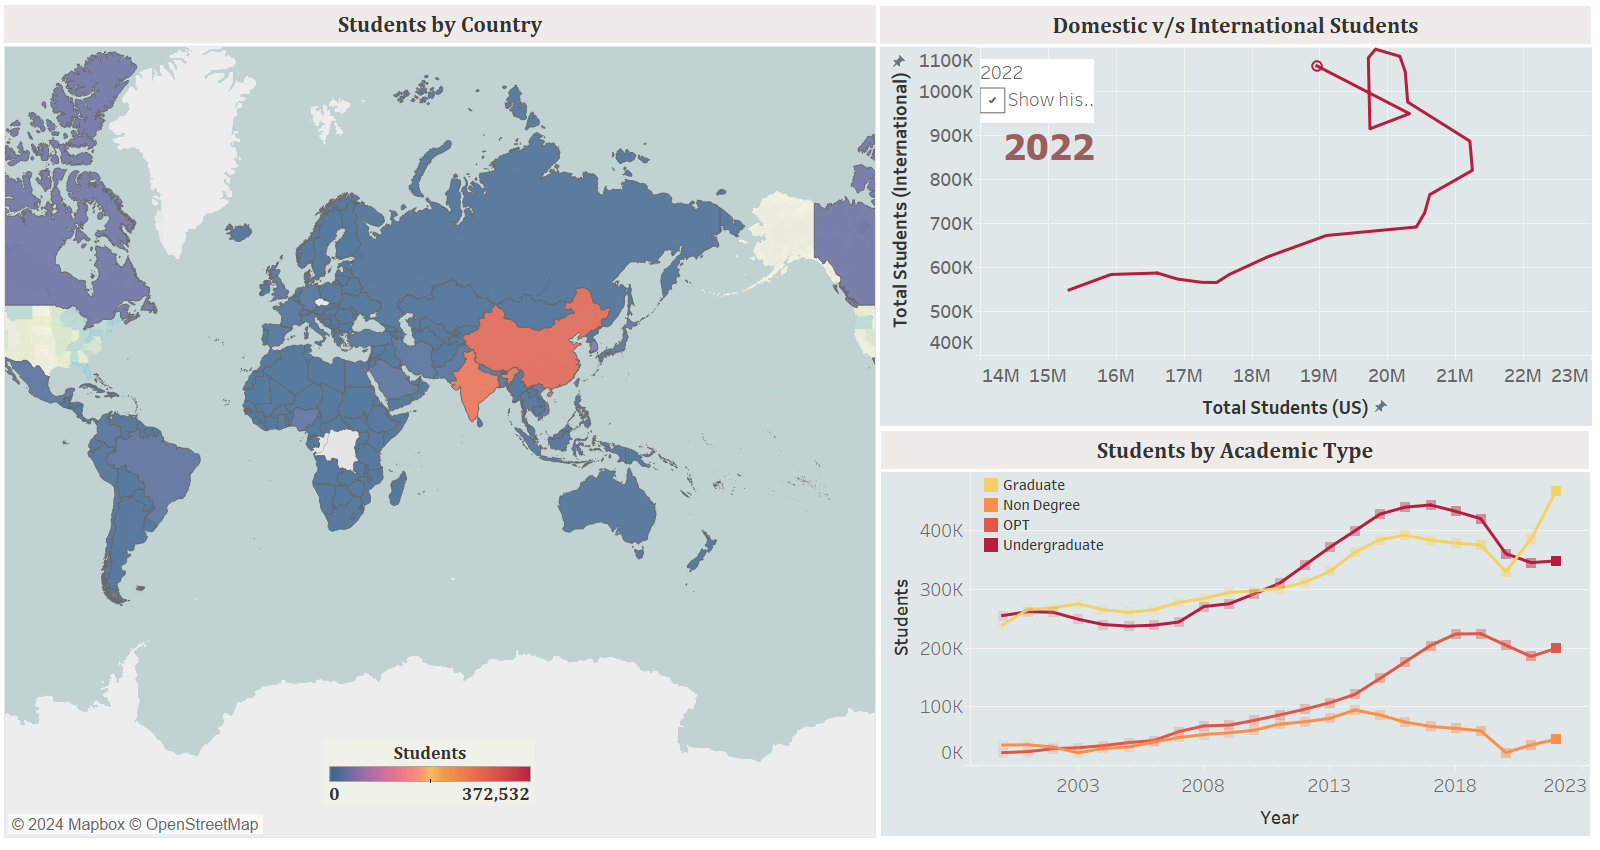 Students by Country
Students
0 372,532
© 2024 Mapbox © OpenStreetMap
Domestic v/s International Students
Total Students (International)
1100K
1000K
900K
800K
700K
600K
500K
400K
2022
Show his..
2022
14M 15M 16M 17M 18M 19M 20M 21M 22M 23M
Total Students (US)
Students by Academic Type
Graduate
Non Degree
OPT
Undergraduate
Students
400K
300K
200K
100K
0K
2003 2008 2013 2018 2023
Year